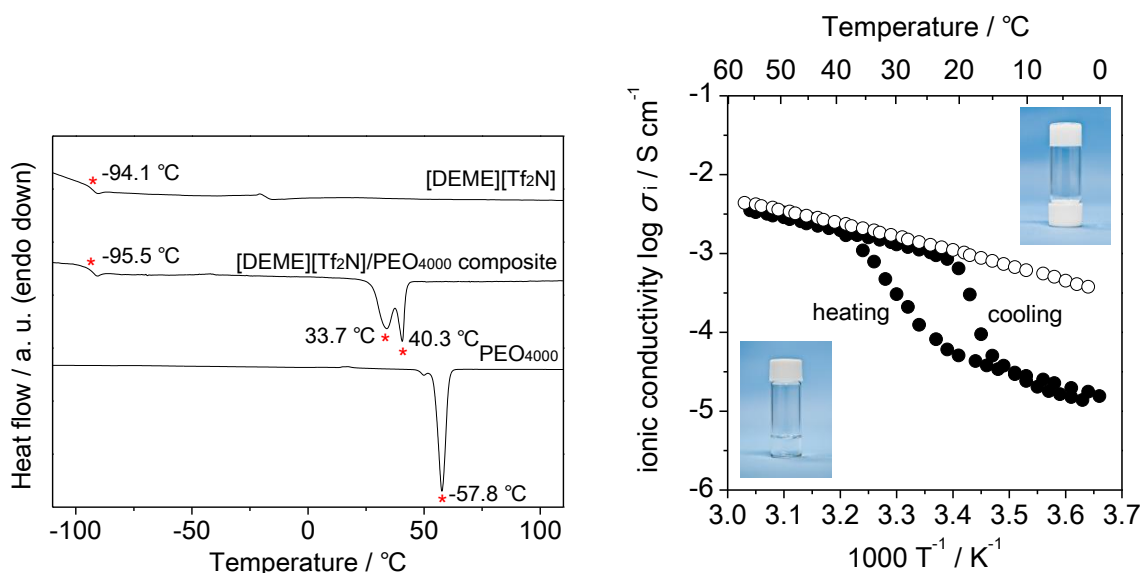 -94.1 °C
[DEME][Tf2N]
-95.5 °C
[DEME][Tf2N]/PEO4000 composite
33.7 °C
40.3 °C
PEO4000
-57.8 °C
Heat flow / a. u. (endo down)
-100 -50 0 50 100
Temperature / °C
Temperature / °C
60 50 40 30 20 10 0
-1
-2
-3
-4
-5
-6
ionic conductivity log σi / S cm-1
heating
cooling
3.0 3.1 3.2 3.3 3.4 3.5 3.6 3.7
1000 T-1 / K-1